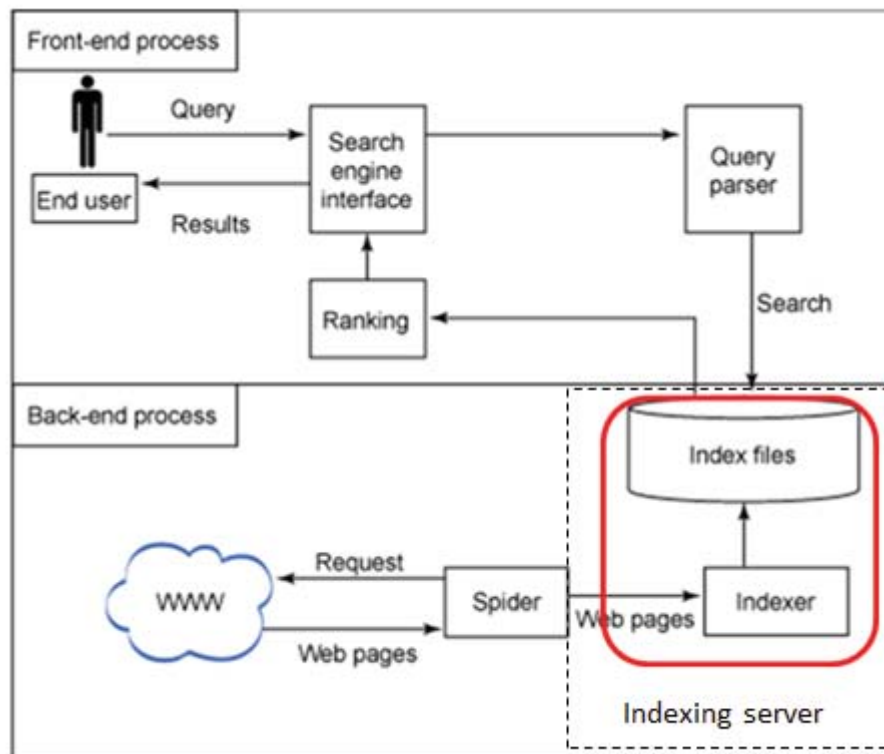 Front-end process
Query
Search
engine
interface
Query
parser
End user
Results
Ranking
Search
Back-end process
Index files
WWW
Request
Spider
Web pages
Web pages
Indexer
Indexing server